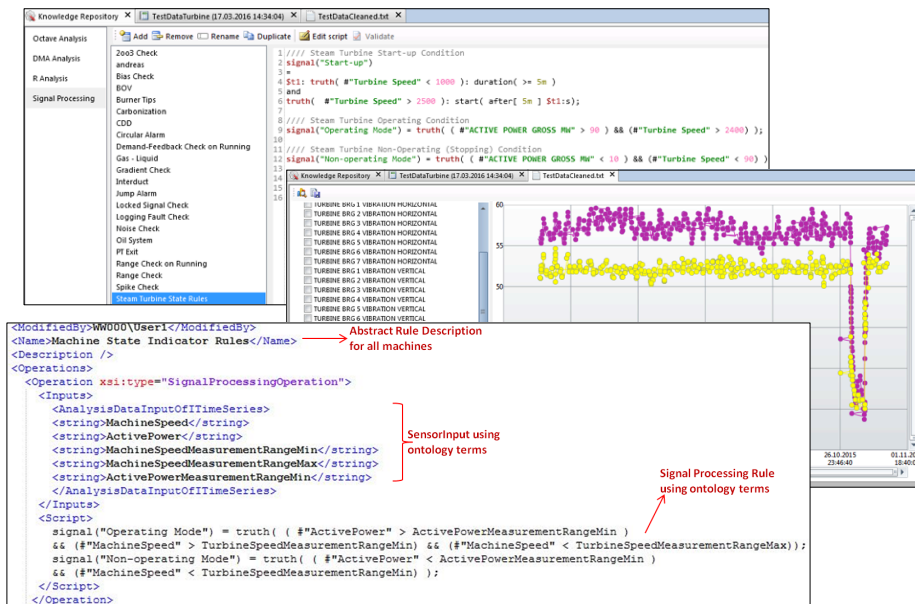 Knowledge Repository X TestDataTurbine (17.03.2016 14:34:04) X TestDataCleaned.txt X
Octave Analysis
DMA Analysis
R Analysis
Signal Processing
Add Remove Rename Duplicate Edit script Validate
2oo3 Check
andreas
Bias Check
BOV
Burner Tips
Carbonization
CDD
Circular Alarm
Demand-Feedback Check on Running
Gas - Liquid
Gradient Check
Interduct
Jump Alarm
Locked Signal Check
Logging Fault Check
Noise Check
Oil System
PT Exit
Range Check on Running
Range Check
Spike Check
Steam Turbine State Rules
1 //// Steam Turbine Start-up Condition
2 signal("Start-up")
3 =
4 $t1: truth( #"Turbine Speed" < 1000 ): duration( >= 5m )
5 and
6 truth( #"Turbine Speed" > 2500 ): start( after[ 5m ] $t1:s);
7
8 //// Steam Turbine Operating Condition
9 signal("Operating Mode") = truth( ( #"ACTIVE POWER GROSS MW" > 90 ) && (#"Turbine Speed" > 2400) );
10
11 //// Steam Turbine Non-Operating (Stopping) Condition
12 signal("Non-operating Mode") = truth( ( #"ACTIVE POWER GROSS MW" < 10 ) && (#"Turbine Speed" < 90) )
13
14
15
16
Knowledge Repository X TestDataTurbine (17.03.2016 14:34:04) X TestDataCleaned.txt X
TURBINE BRG 1 VIBRATION HORIZONTAL
TURBINE BRG 2 VIBRATION HORIZONTAL
TURBINE BRG 3 VIBRATION HORIZONTAL
TURBINE BRG 4 VIBRATION HORIZONTAL
TURBINE BRG 5 VIBRATION HORIZONTAL
TURBINE BRG 6 VIBRATION HORIZONTAL
TURBINE BRG 7 VIBRATION HORIZONTAL
TURBINE BRG 1 VIBRATION VERTICAL
TURBINE BRG 2 VIBRATION VERTICAL
TURBINE BRG 3 VIBRATION VERTICAL
TURBINE BRG 4 VIBRATION VERTICAL
TURBINE BRG 5 VIBRATION VERTICAL
TURBINE BRG 6 VIBRATION VERTICAL
60
55
50
26.10.2015
23:46:40
01.11.20
18:40:0
<ModifiedBy>WW000\User1</ModifiedBy>
<Name>Machine State Indicator Rules</Name>
<Description />
<Operations>
<Operation xsi:type="SignalProcessingOperation">
<Inputs>
<AnalysisDataInputOfITimeSeries>
<string>MachineSpeed</string>
<string>ActivePower</string>
<string>MachineSpeedMeasurementRangeMin</string>
<string>MachineSpeedMeasurementRangeMax</string>
<string>ActivePowerMeasurementRangeMin</string>
</AnalysisDataInputOfITimeSeries>
</Inputs>
<Script>
signal("Operating Mode") = truth( ( #"ActivePower" > ActivePowerMeasurementRangeMin )
&& (#"MachineSpeed" > TurbineSpeedMeasurementRangeMin) && (#"MachineSpeed" < TurbineSpeedMeasurementRangeMax));
signal("Non-operating Mode") = truth( ( #"ActivePower" < ActivePowerMeasurementRangeMin )
&& (#"MachineSpeed" < TurbineSpeedMeasurementRangeMin) );
</Script>
</Operation>
Abstract Rule Description
for all machines
SensorInput using
ontology terms
Signal Processing Rule
using ontology terms